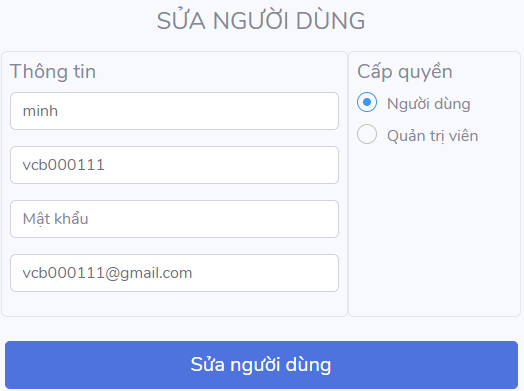 SỬA NGƯỜI DÙNG
Thông tin
minh
vcb000111
Mật khẩu
vcb000111@gmail.com
Cấp quyền
Người dùng
Quản trị viên
Sửa người dùng